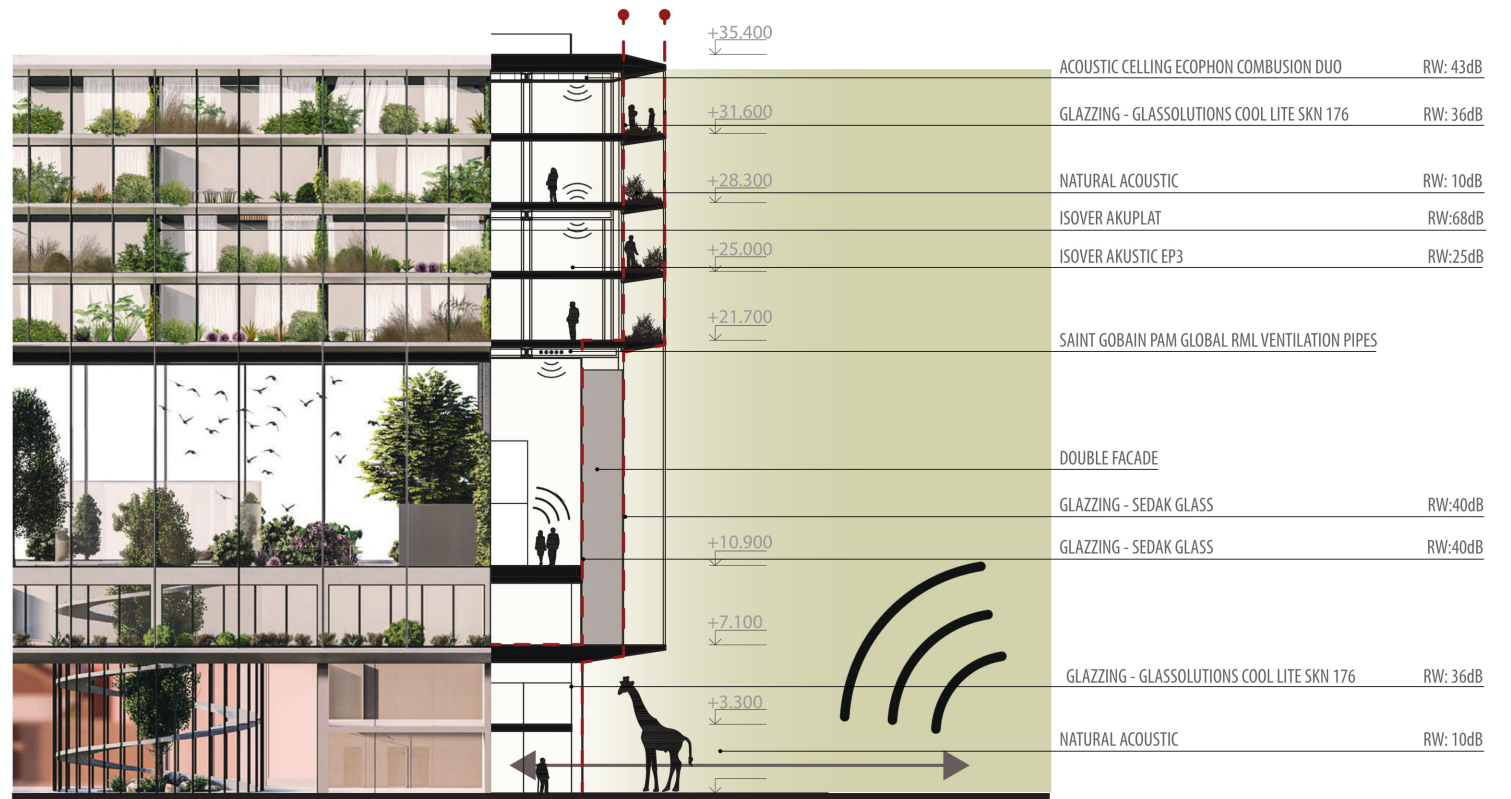 +35.400
ACOUSTIC CELLING ECOPHON COMBUSION DUO RW: 43dB
+31.600
GLAZZING - GLASSOLUTIONS COOL LITE SKN 176 RW: 36dB
+28.300
NATURAL ACOUSTIC RW: 10dB
ISOVER AKUPLAT RW:68dB
+25.000
ISOVER AKUSTIC EP3 RW:25dB
+21.700
SAINT GOBAIN PAM GLOBAL RML VENTILATION PIPES
DOUBLE FACADE
GLAZZING - SEDAK GLASS RW:40dB
+10.900
GLAZZING - SEDAK GLASS RW:40dB
+7.100
GLAZZING - GLASSOLUTIONS COOL LITE SKN 176 RW: 36dB
+3.300
NATURAL ACOUSTIC RW: 10dB